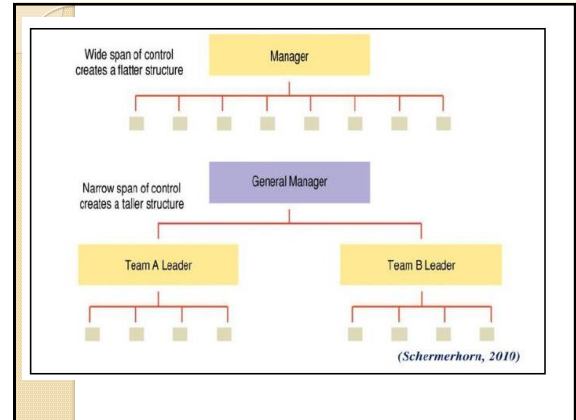 Wide span of control
creates a flatter structure
Manager
Narrow span of control
creates a taller structure
General Manager
Team A Leader
Team B Leader
(Schermerhorn, 2010)